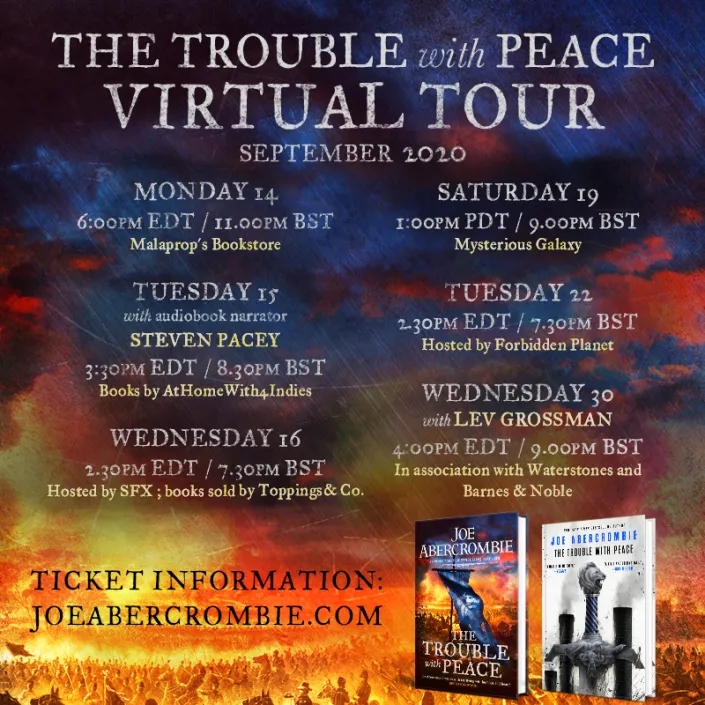 THE TROUBLE with PEACE
VIRTUAL TOUR
SEPTEMBER 2020
MONDAY 14
6:00PM EDT / 11.00PM BST
Malaprop's Bookstore
TUESDAY 15
with audiobook narrator
STEVEN PACEY
3:30PM EDT / 8.30PM BST
Books by AtHomeWith4Indies
WEDNESDAY 16
2.30PM EDT / 7.30PM BST
Hosted by SFX ; books sold by Toppings & Co.
SATURDAY 19
1:00PM PDT / 9.00PM BST
Mysterious Galaxy
TUESDAY 22
2.30PM EDT / 7.30PM BST
Hosted by Forbidden Planet
WEDNESDAY 30
with LEV GROSSMAN
4:00PM EDT / 9.00PM BST
In association with Waterstones and
Barnes & Noble
TICKET INFORMATION:
JOEABERCROMBIE.COM
JOE
ABERCROMBIE
THE
TROUBLE
with PEACE
JOE ABERCROMBIE
THE TROUBLE WITH PEACE